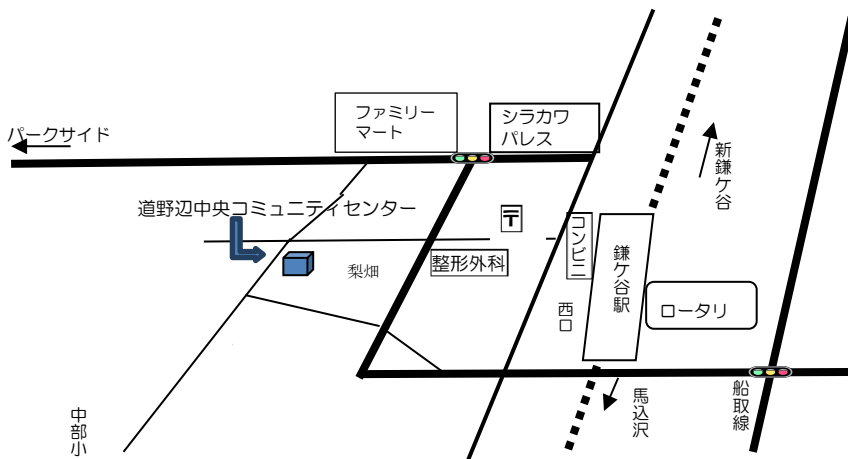 ファミリー
マート
シラカワ
パレス
パークサイド
新鎌ケ谷
道野辺中央コミュニティセンター
〒
コンビニ
鎌ケ谷駅
整形外科
梨畑
西口
ロータリ
船取線
馬込沢
中部小